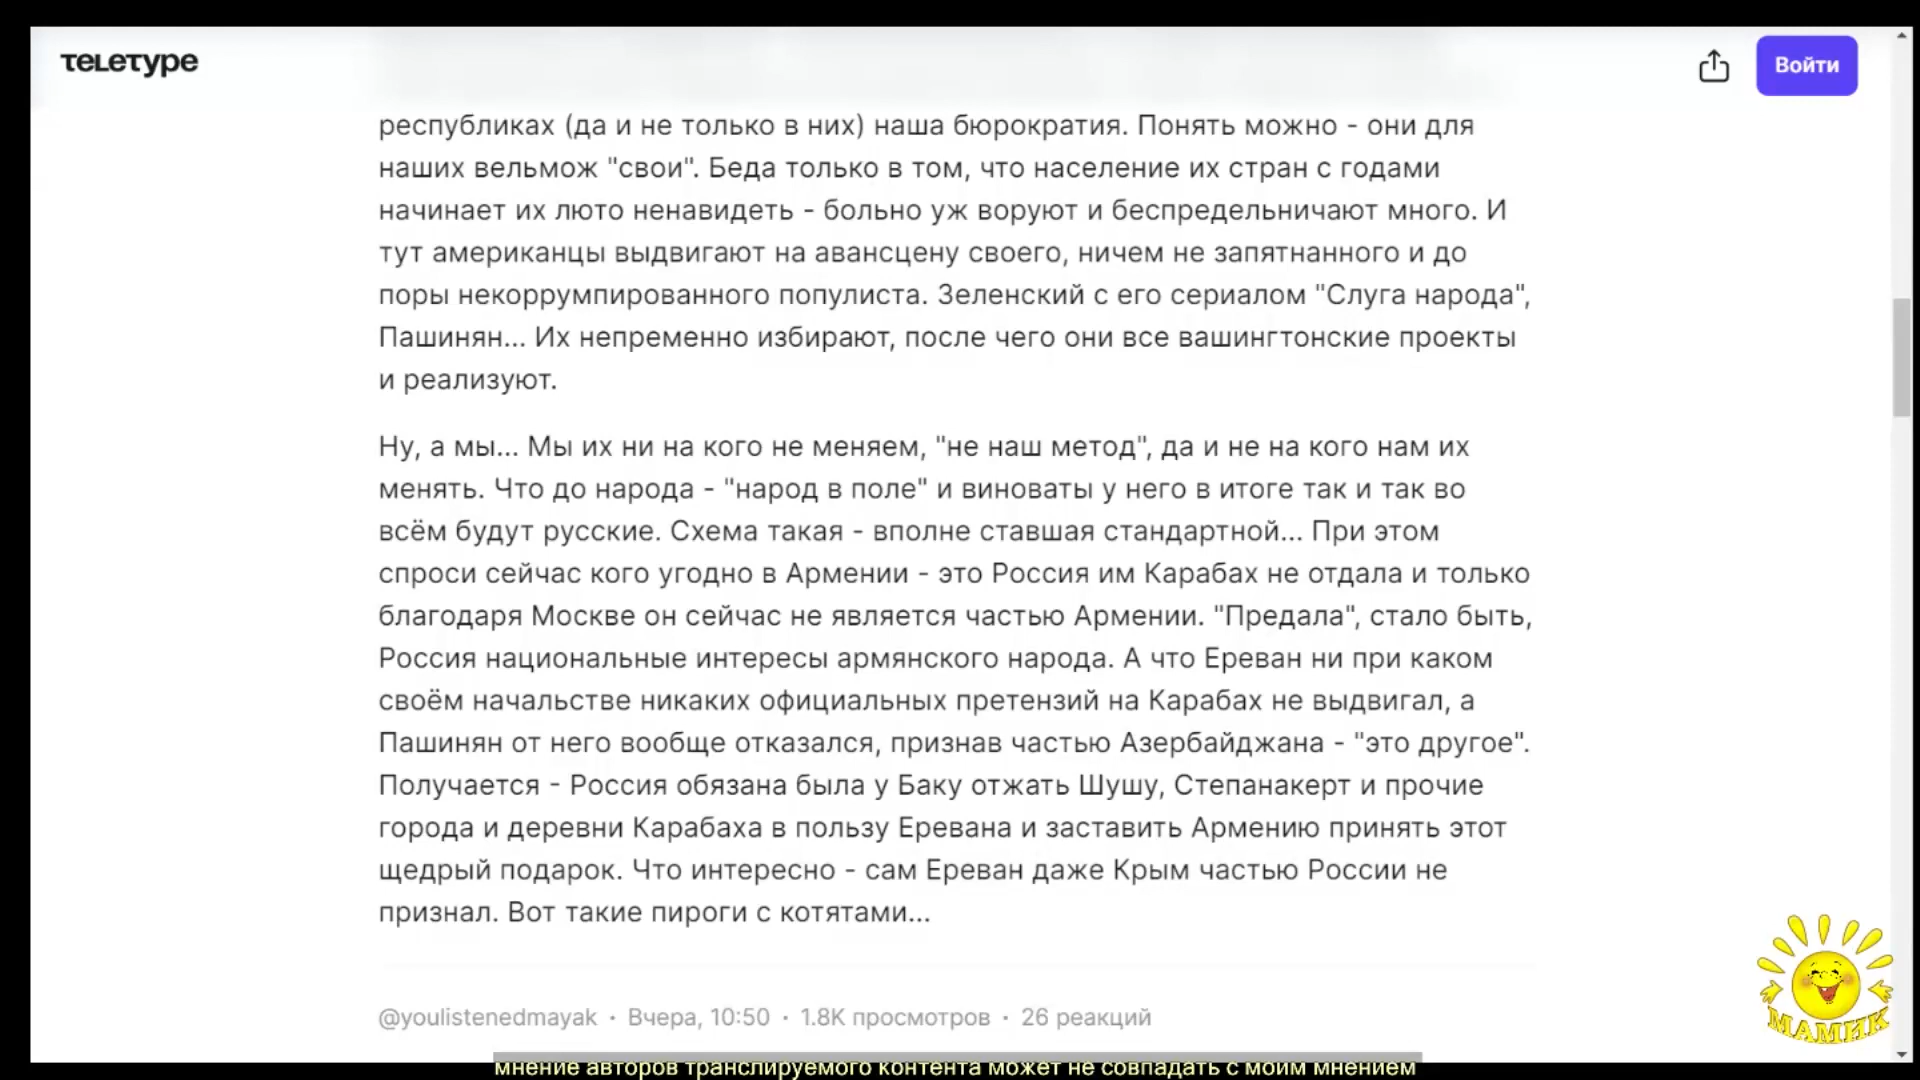 TELETYPE
Войти
республиках (да и не только в них) наша бюрократия. Понять можно - они для
наших вельмож "свои". Беда только в том, что население их стран с годами
начинает их люто ненавидеть - больно уж воруют и беспредельничают много. И
тут американцы выдвигают на авансцену своего, ничем не запятнанного и до
поры некоррумпированного популиста. Зеленский с его сериалом "Слуга народа",
Пашинян... Их непременно избирают, после чего они все вашингтонские проекты
и реализуют.
Ну, а мы... Мы их ни на кого не меняем, "не наш метод", да и не на кого нам их
менять. Что до народа - "народ в поле" и виноваты у него в итоге так и так во
всём будут русские. Схема такая - вполне ставшая стандартной... При этом
спроси сейчас кого угодно в Армении - это Россия им Карабах не отдала и только
благодаря Москве он сейчас не является частью Армении. "Предала", стало быть,
Россия национальные интересы армянского народа. А что Ереван ни при каком
своём начальстве никаких официальных претензий на Карабах не выдвигал, а
Пашинян от него вообще отказался, признав частью Азербайджана - "это другое".
Получается - Россия обязана была у Баку отжать Шушу, Степанакерт и прочие
города и деревни Карабаха в пользу Еревана и заставить Армению принять этот
щедрый подарок. Что интересно - сам Ереван даже Крым частью России не
признал. Вот такие пироги с котятами...
@youlistenedmayak · Вчера, 10:50 · 1.8K просмотров · 26 реакций
МАМИК
мнение авторов транслируемого контента может не совпадать с моим мнением